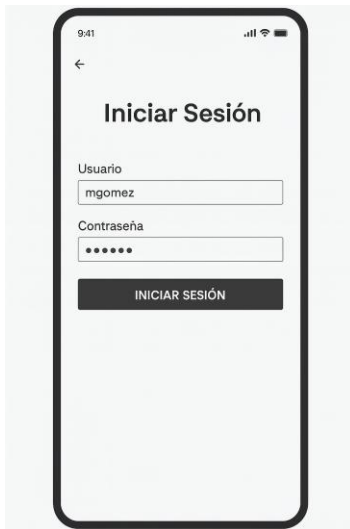 9:41
Iniciar Sesión
Usuario
mgomez
Contraseña
••••••
INICIAR SESIÓN